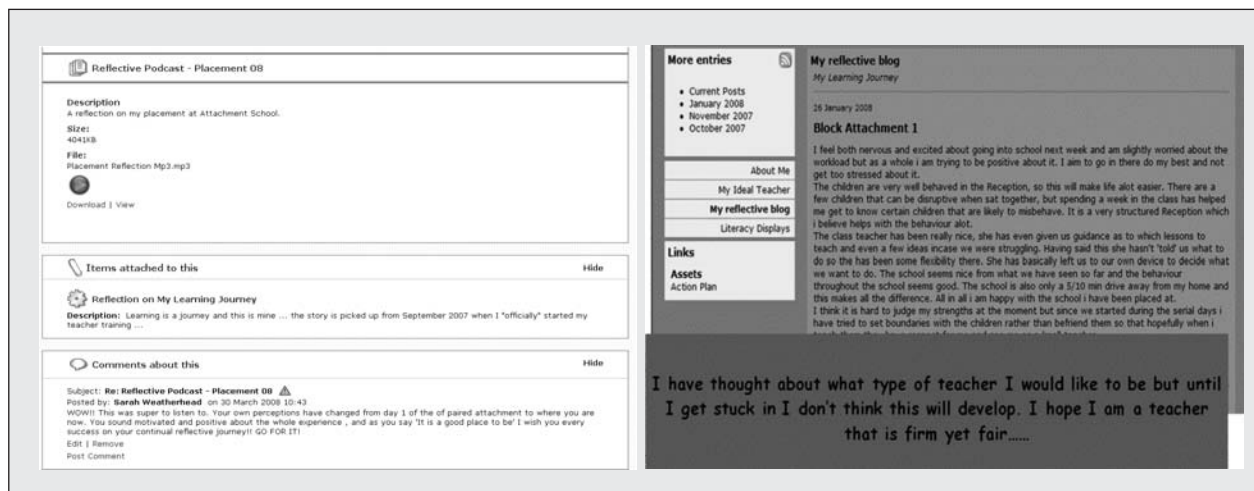 Reflective Podcast - Placement 08
Description
A reflection on my placement at Attachment School.
Size:
4041KB
File:
Placement Reflection Mp3.mp3
Download | View
Items attached to this
Hide
Reflection on My Learning Journey
Description: Learning is a journey and this is mine ... the story is picked up from September 2007 when I "officially" started my
teacher training ...
Comments about this
Hide
Subject: Re: Reflective Podcast - Placement 08
Posted by: Sarah Weatherhead on 30 March 2008 10:43
WOW!! This was super to listen to. Your own perceptions have changed from day 1 of the of paired attachment to where you are
now. You sound motivated and positive about the whole experience , and as you say 'It is a good place to be' I wish you every
success on your continual reflective journey!! GO FOR IT!
Edit | Remove
Post Comment
More entries
• Current Posts
• January 2008
• November 2007
• October 2007
About Me
My Ideal Teacher
My reflective blog
Literacy Displays
Links
Assets
Action Plan
My reflective blog
My Learning Journey
26 January 2008
Block Attachment 1
I feel both nervous and excited about going into school next week and am slightly worried about the
workload but as a whole i am trying to be positive about it. I aim to go in there do my best and not
get too stressed about it.
The children are very well behaved in the Reception, so this will make life alot easier. There are a
few children that can be disruptive when sat together, but spending a week in the class has helped
me get to know certain children that are likely to misbehave. It is a very structured Reception which
i believe helps with the behaviour alot.
The class teacher has been really nice, she has even given us guidance as to which lessons to
teach and even a few ideas incase we were struggling. Having said this she hasn't 'told' us what to
do so the has been some flexibility there. She has basically left us to our own device to decide what
we want to do. The school seems nice from what we have seen so far and the behaviour
throughout the school seems good. The school is also only a 5/10 min drive away from my home and
this makes all the difference. All in all i am happy with the school i have been placed at.
I think it is hard to judge my strengths at the moment but since we started during the serial days i
have tried to set boundaries with the children rather than befriend them so that hopefully when i
I have thought about what type of teacher I would like to be but until
I get stuck in I don't think this will develop. I hope I am a teacher
that is firm yet fair......